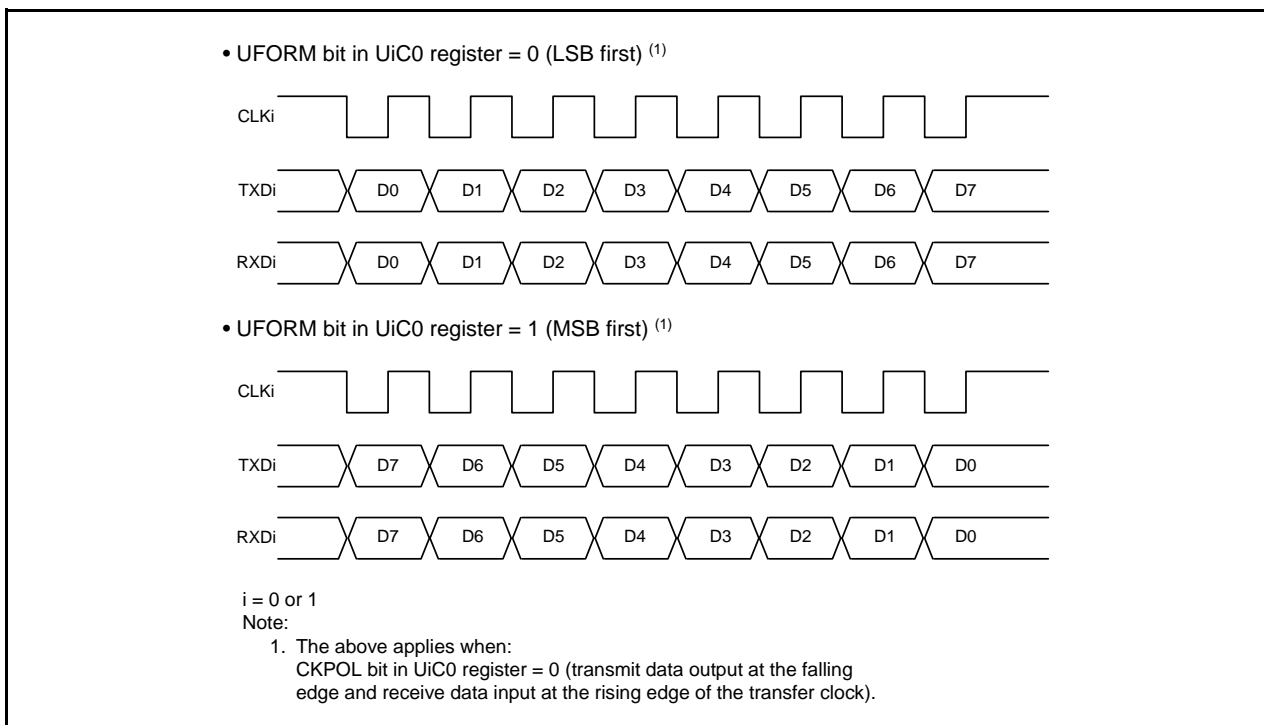 • UFORM bit in UiC0 register = 0 (LSB first) (1)
CLKi
TXDi D0 D1 D2 D3 D4 D5 D6 D7
RXDi D0 D1 D2 D3 D4 D5 D6 D7
• UFORM bit in UiC0 register = 1 (MSB first) (1)
CLKi
TXDi D7 D6 D5 D4 D3 D2 D1 D0
RXDi D7 D6 D5 D4 D3 D2 D1 D0
i = 0 or 1
Note:
1. The above applies when:
CKPOL bit in UiC0 register = 0 (transmit data output at the falling
edge and receive data input at the rising edge of the transfer clock).